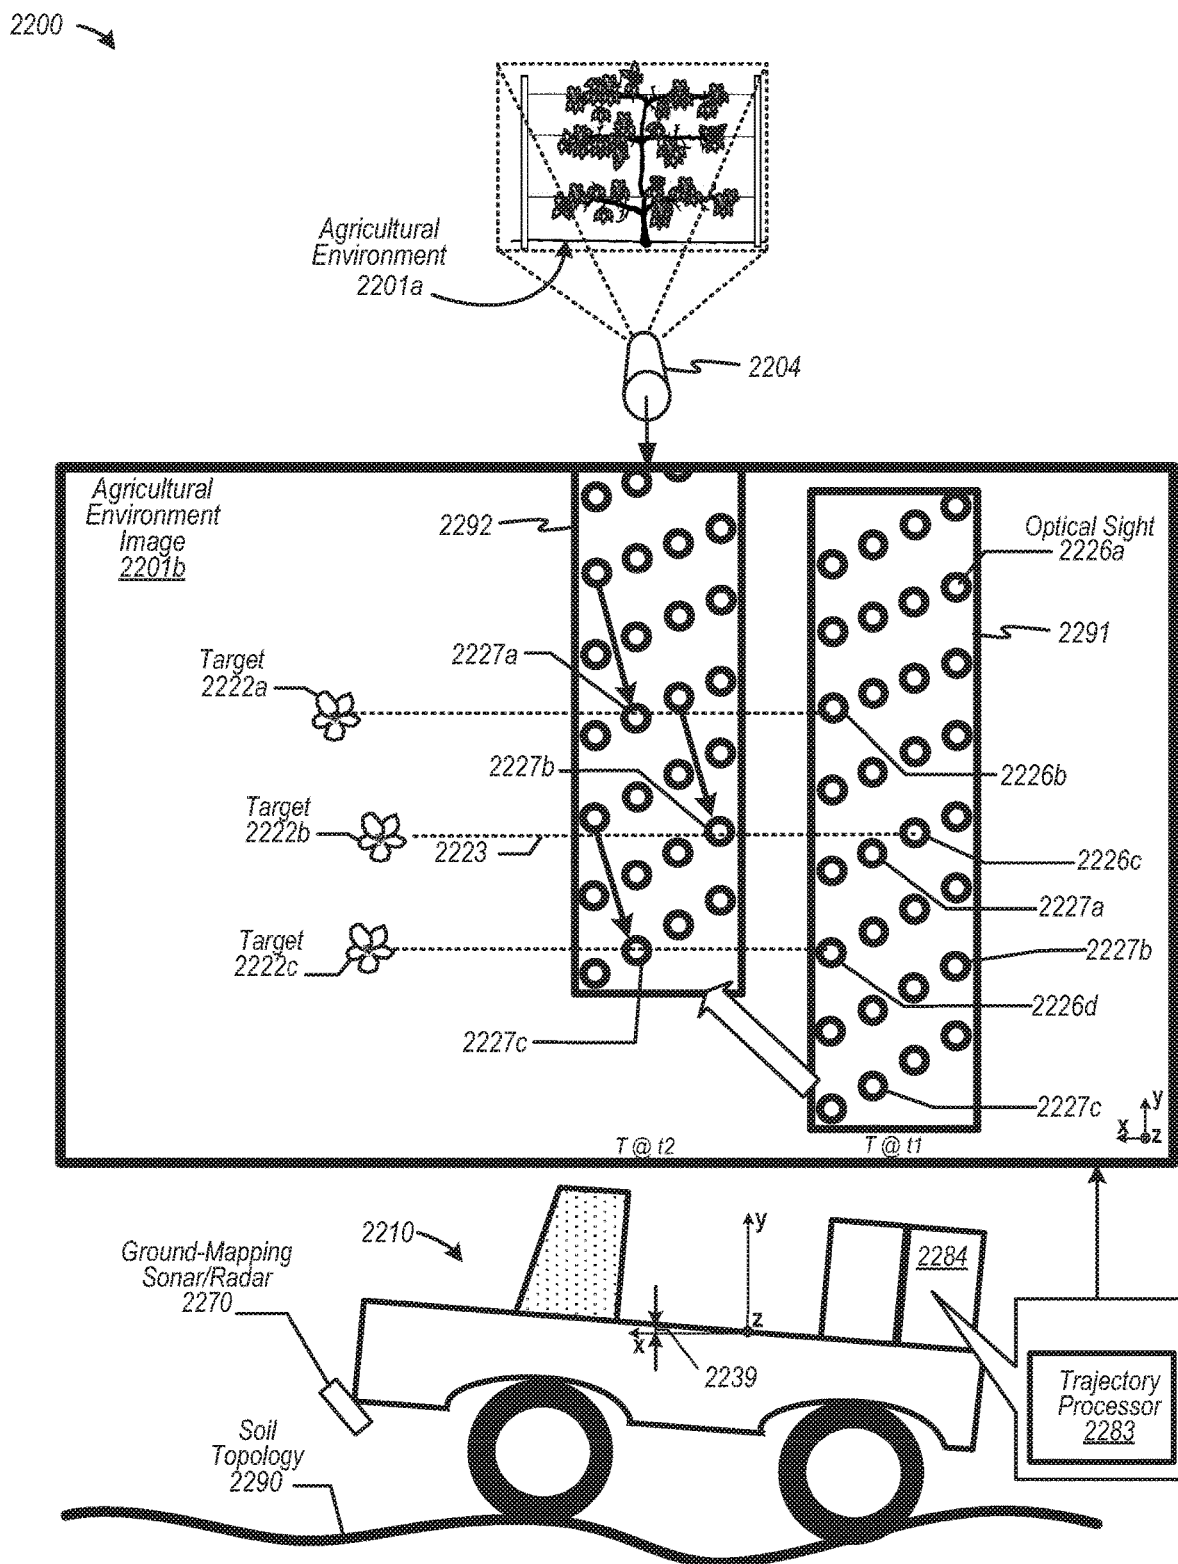 2200
Agricultural
Environment
2201a
2204
Agricultural
Environment
Image
2201b
2292
Optical Sight
2226a
2291
2227a
Target
2222a
2227b
2226b
Target
2222b
2223
2226c
2227a
Target
2222c
2227b
2226d
2227c
2227c
y
x
z
T @ t2
T @ t1
2210
y
2284
Ground-Mapping
Sonar/Radar
2270
z
x
2239
Trajectory
Processor
2283
Soil
Topology
2290